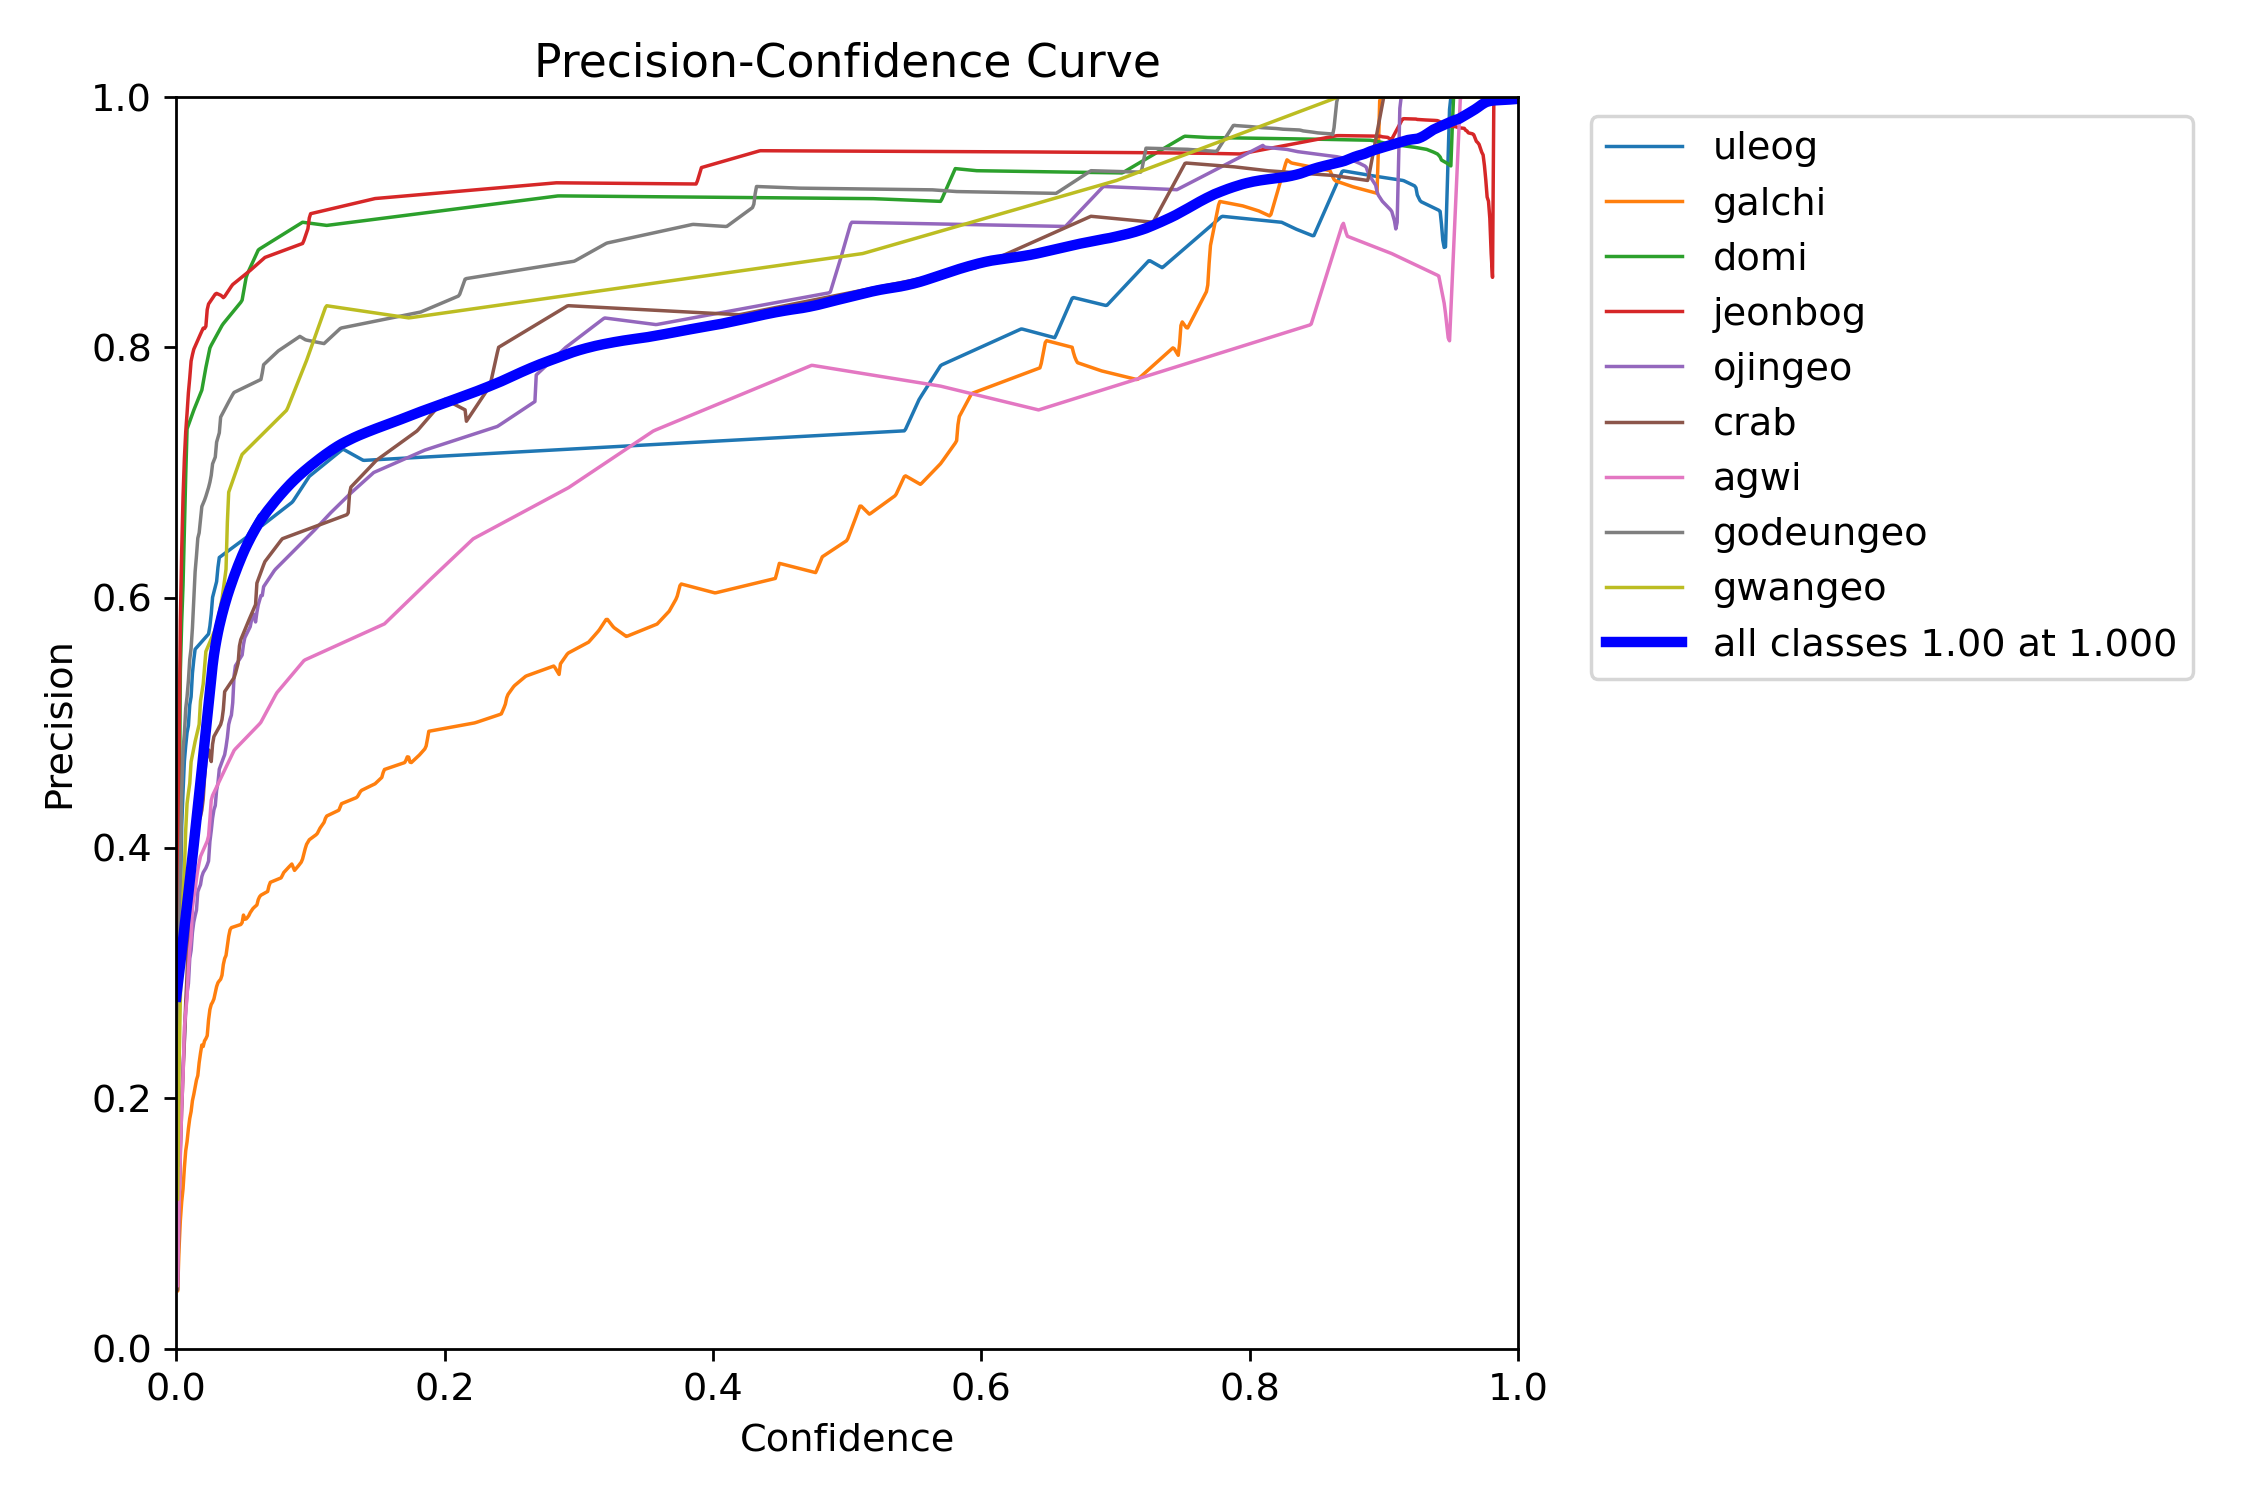 Precision-Confidence Curve
1.0
0.8
0.6
0.4
0.2
0.0
Precision
0.0 0.2 0.4 0.6 0.8 1.0
Confidence
uleog
galchi
domi
jeonbog
ojingeo
crab
agwi
godeungeo
gwangeo
all classes 1.00 at 1.000